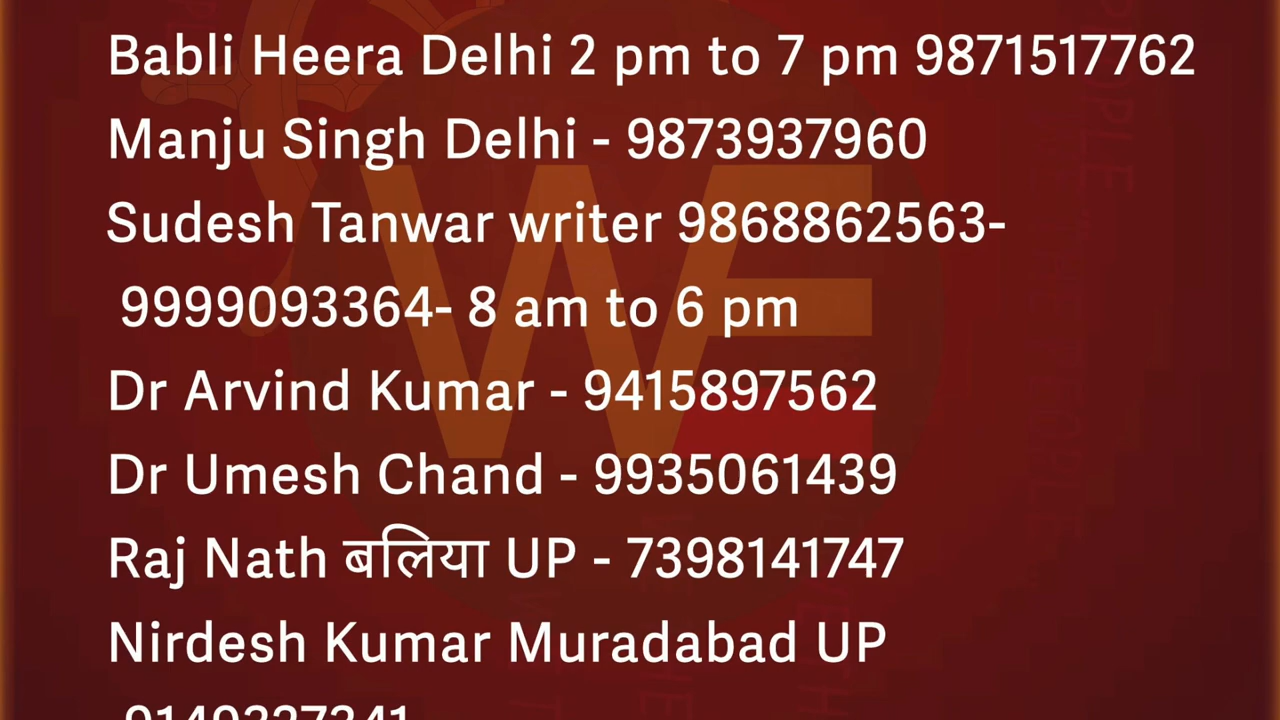 Babli Heera Delhi 2 pm to 7 pm 9871517762
Manju Singh Delhi - 9873937960
Sudesh Tanwar writer 9868862563-
9999093364- 8 am to 6 pm
Dr Arvind Kumar - 9415897562
Dr Umesh Chand - 9935061439
Raj Nath बलिया UP - 7398141747
Nirdesh Kumar Muradabad UP